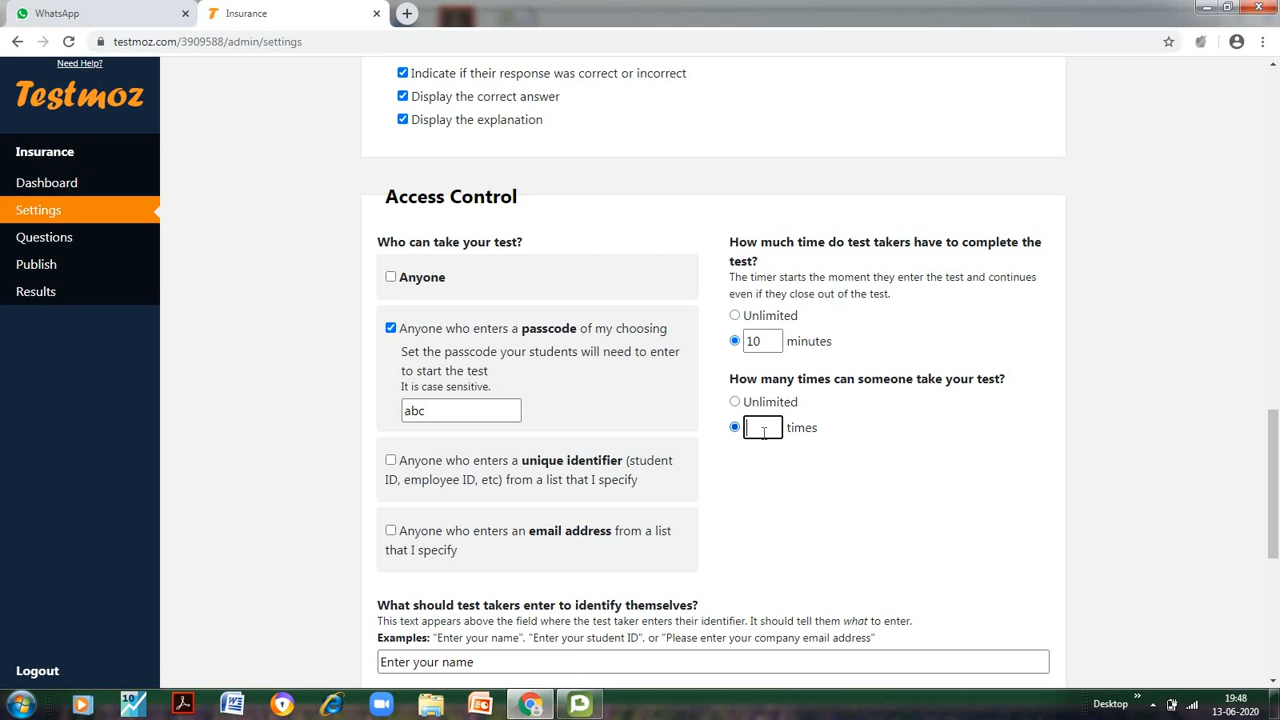 WhatsApp
Insurance
testmoz.com/3909588/admin/settings
Need Help?
Testmoz
Insurance
Dashboard
Settings
Questions
Publish
Results
Logout
Indicate if their response was correct or incorrect
Display the correct answer
Display the explanation
Access Control
Who can take your test?
Anyone
Anyone who enters a passcode of my choosing
Set the passcode your students will need to enter
to start the test
It is case sensitive.
abc
Anyone who enters a unique identifier (student
ID, employee ID, etc) from a list that I specify
Anyone who enters an email address from a list
that I specify
How much time do test takers have to complete the
test?
The timer starts the moment they enter the test and continues
even if they close out of the test.
Unlimited
10 minutes
How many times can someone take your test?
Unlimited
times
What should test takers enter to identify themselves?
This text appears above the field where the test taker enters their identifier. It should tell them what to enter.
Examples: "Enter your name", "Enter your student ID", or "Please enter your company email address"
Enter your name
10
Desktop
19:48
13-06-2020